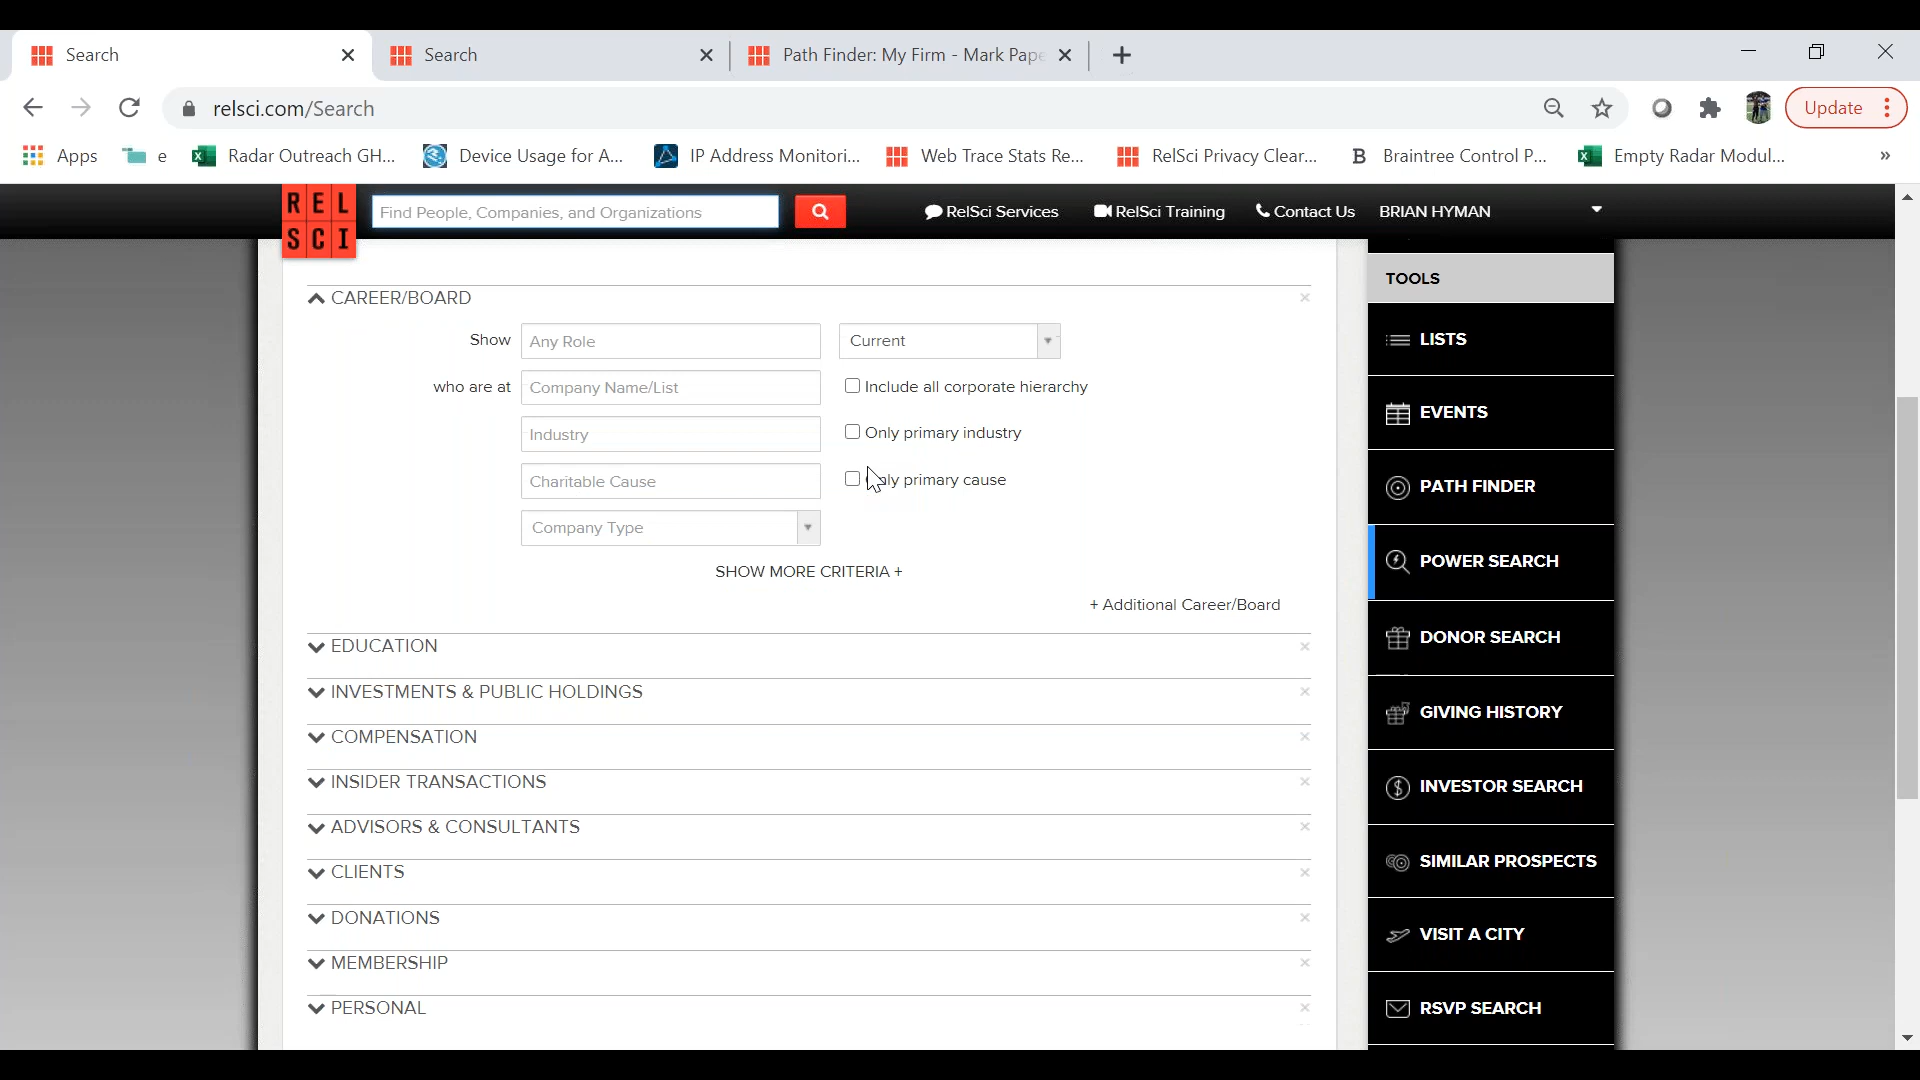 Search
Search
Path Finder: My Firm - Mark Pape
relsci.com/Search
Update
Apps
e
Radar Outreach GH...
Device Usage for A...
IP Address Monitori...
Web Trace Stats Re...
RelSci Privacy Clear...
Braintree Control P...
Empty Radar Modul...
»
REL
SCI
Find People, Companies, and Organizations
RelSci Services
RelSci Training
Contact Us
BRIAN HYMAN
CAREER/BOARD
Show
Any Role
Current
who are at
Company Name/List
Include all corporate hierarchy
Industry
Only primary industry
Charitable Cause
primary cause
Company Type
SHOW MORE CRITERIA +
+ Additional Career/Board
EDUCATION
INVESTMENTS & PUBLIC HOLDINGS
COMPENSATION
INSIDER TRANSACTIONS
ADVISORS & CONSULTANTS
CLIENTS
DONATIONS
MEMBERSHIP
PERSONAL
TOOLS
LISTS
EVENTS
PATH FINDER
POWER SEARCH
DONOR SEARCH
GIVING HISTORY
INVESTOR SEARCH
SIMILAR PROSPECTS
VISIT A CITY
RSVP SEARCH